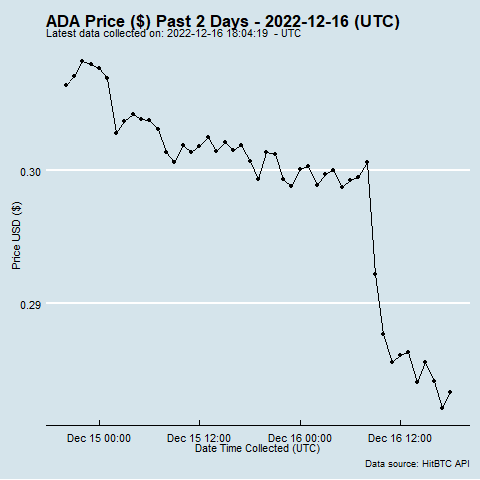 ADA Price ($) Past 2 Days - 2022-12-16 (UTC)
Latest data collected on: 2022-12-16 18:04:19 - UTC
0.30
Price USD ($)
0.29
Dec 15 00:00 Dec 15 12:00 Dec 16 00:00 Dec 16 12:00
Date Time Collected (UTC)
Data source: HitBTC API